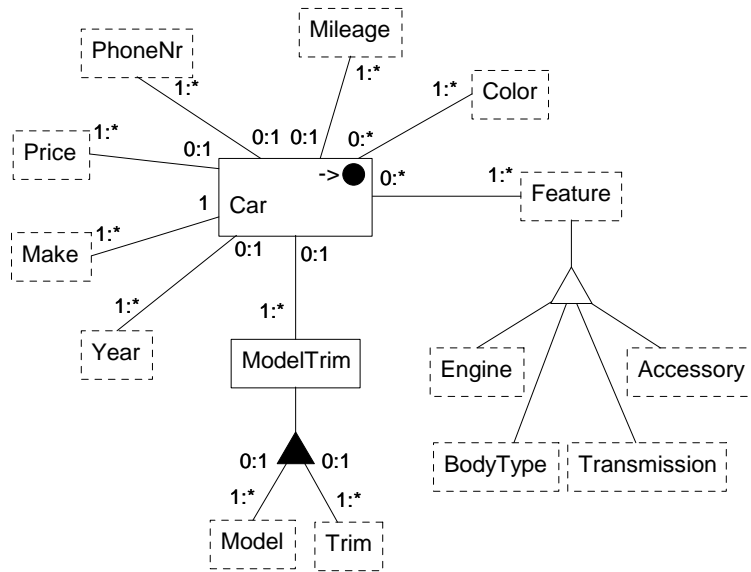 Mileage
PhoneNr
1:*
1:*
1:*
Color
1:*
Price
0:1
0:1
0:1
0:*
->
0:*
1:*
Feature
1
Car
Make
1:*
0:1
0:1
1:*
1:*
Year
ModelTrim
Engine
Accessory
0:1
0:1
BodyType
Transmission
1:*
1:*
Model
Trim